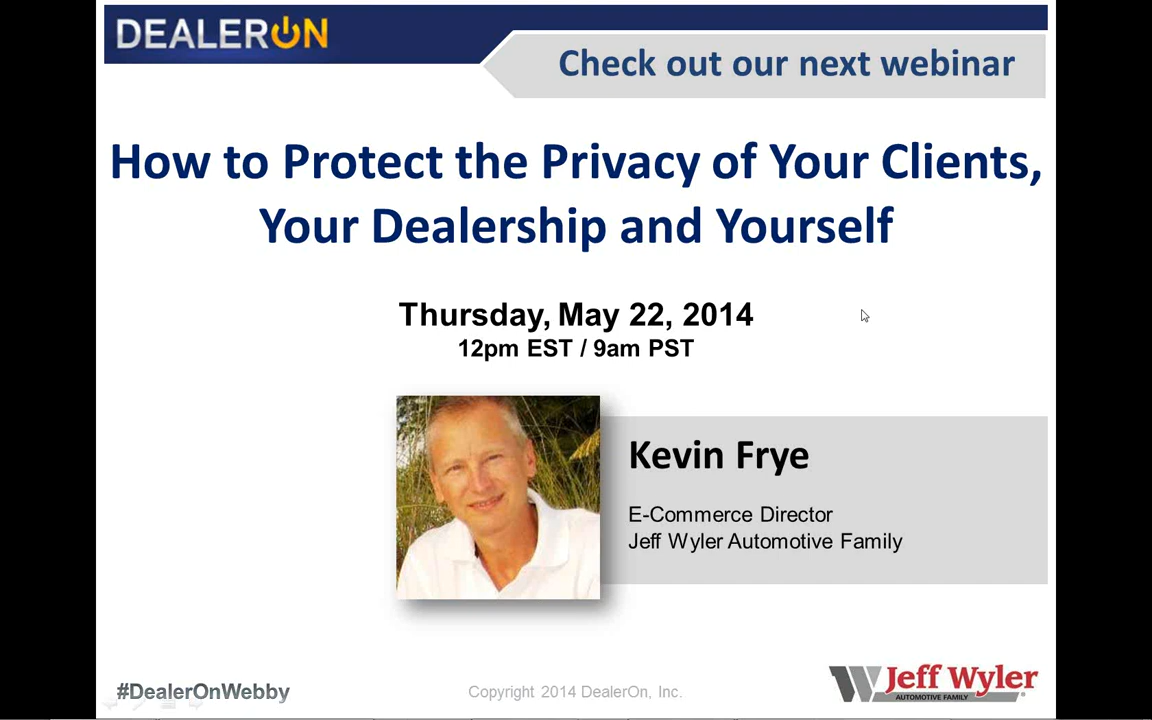 DEALERON
Check out our next webinar
How to Protect the Privacy of Your Clients,
Your Dealership and Yourself
Thursday, May 22, 2014
12pm EST / 9am PST
Kevin Frye
E-Commerce Director
Jeff Wyler Automotive Family
#DealerOnWebby
Copyright 2014 DealerOn, Inc.
Jeff Wyler
AUTOMOTIVE FAMILY